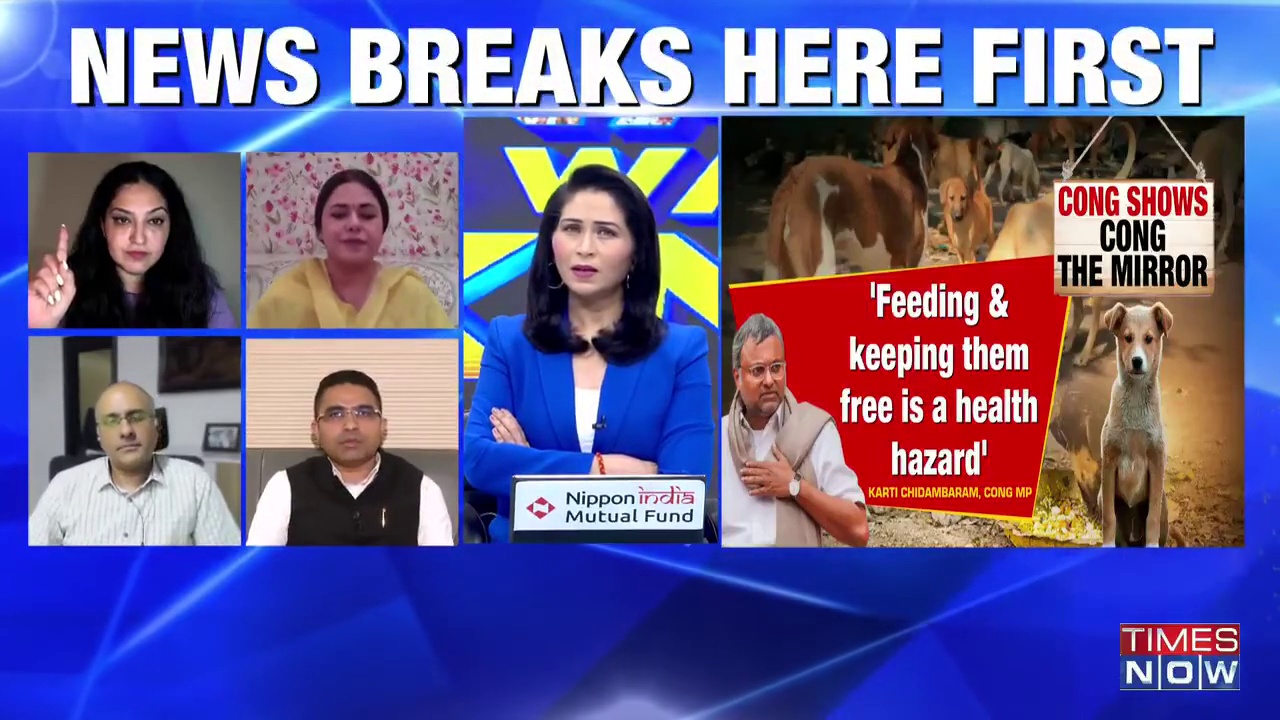 NEWS BREAKS HERE FIRST
CONG SHOWS
CONG
THE MIRROR
'Feeding &
keeping them
free is a health
hazard'
KARTI CHIDAMBARAM, CONG MP
Nippon india
Mutual Fund
TIMES
NOW